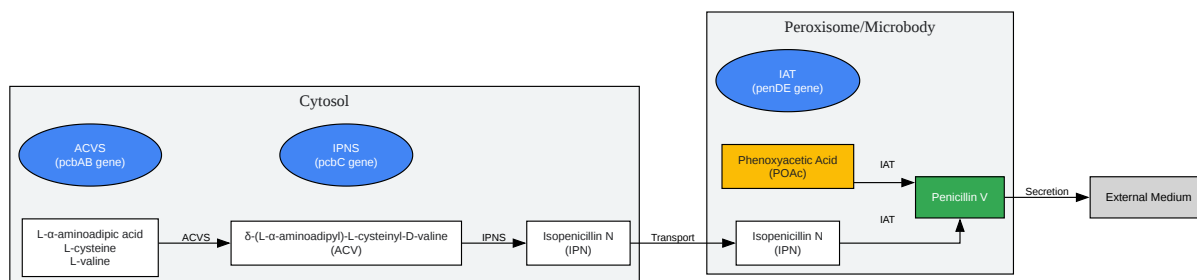 Peroxisome/Microbody
IAT
(penDE gene)
Cytosol
ACVS
(pcbAB gene)
IPNS
(pcbC gene)
Phenoxyacetic Acid
(POAc)
IAT
Penicillin V
Secretion
External Medium
L-α-aminoadipic acid
L-cysteine
L-valine
ACVS
δ-(L-α-aminoadipyl)-L-cysteinyl-D-valine
(ACV)
IPNS
Isopenicillin N
(IPN)
Transport
Isopenicillin N
(IPN)
IAT